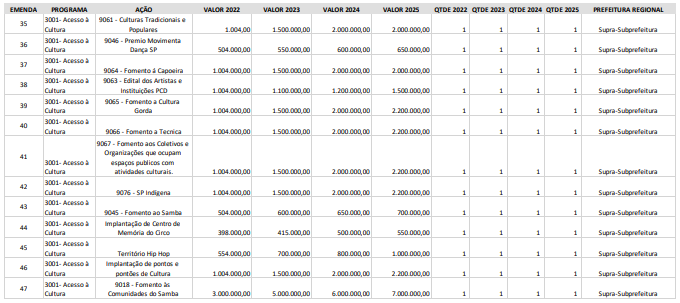 EMENDA PROGRAMA AÇÃO VALOR 2022 VALOR 2023 VALOR 2024 VALOR 2025 QTDE 2022 QTDE 2023 QTDE 2024 QTDE 2025 PREFEITURA REGIONAL
35 3001- Acesso à Cultura 9061 - Culturas Tradicionais e Populares 1.004,00 1.500.000,00 2.000.000,00 2.000.000,00 1 1 1 1 Supra-Subprefeitura
36 3001- Acesso à Cultura 9046 - Premio Movimenta Dança SP 504.000,00 550.000,00 600.000,00 650.000,00 1 1 1 1 Supra-Subprefeitura
37 3001- Acesso à Cultura 9064 - Fomento á Capoeira 1.004.000,00 1.500.000,00 2.000.000,00 2.200.000,00 1 1 1 1 Supra-Subprefeitura
38 3001- Acesso à Cultura 9063 - Edital dos Artistas e Instituições PCD 1.004.000,00 1.100.000,00 1.200.000,00 1.500.000,00 1 1 1 1 Supra-Subprefeitura
39 3001- Acesso à Cultura 9065 - Fomento a Cultura Gorda 1.004.000,00 1.500.000,00 2.000.000,00 2.200.000,00 1 1 1 1 Supra-Subprefeitura
40 3001- Acesso à Cultura 9066 - Fomento a Tecnica 1.004.000,00 1.500.000,00 2.000.000,00 2.200.000,00 1 1 1 1 Supra-Subprefeitura
41 3001- Acesso à Cultura 9067 - Fomento aos Coletivos e Organizações que ocupam espaços publicos com atividades culturais. 1.004.000,00 1.500.000,00 2.000.000,00 2.200.000,00 1 1 1 1 Supra-Subprefeitura
42 3001- Acesso à Cultura 9076 - SP Indigena 1.004.000,00 1.500.000,00 2.000.000,00 2.200.000,00 1 1 1 1 Supra-Subprefeitura
43 3001- Acesso à Cultura 9045 - Fomento ao Samba 504.000,00 600.000,00 650.000,00 700.000,00 1 1 1 1 Supra-Subprefeitura
44 3001- Acesso à Cultura Implantação de Centro de Memória do Circo 398.000,00 415.000,00 500.000,00 550.000,00 1 1 1 1 Supra-Subprefeitura
45 3001- Acesso à Cultura Território Hip Hop 554.000,00 700.000,00 800.000,00 1.000.000,00 1 1 1 1 Supra-Subprefeitura
46 3001- Acesso à Cultura Implantação de pontos e pontões de Cultura 1.004.000,00 1.500.000,00 2.000.000,00 2.200.000,00 1 1 1 1 Supra-Subprefeitura
47 3001- Acesso à Cultura 9018 - Fomento às Comunidades do Samba 3.000.000,00 5.000.000,00 6.000.000,00 7.000.000,00 1 1 1 1 Supra-Subprefeitura